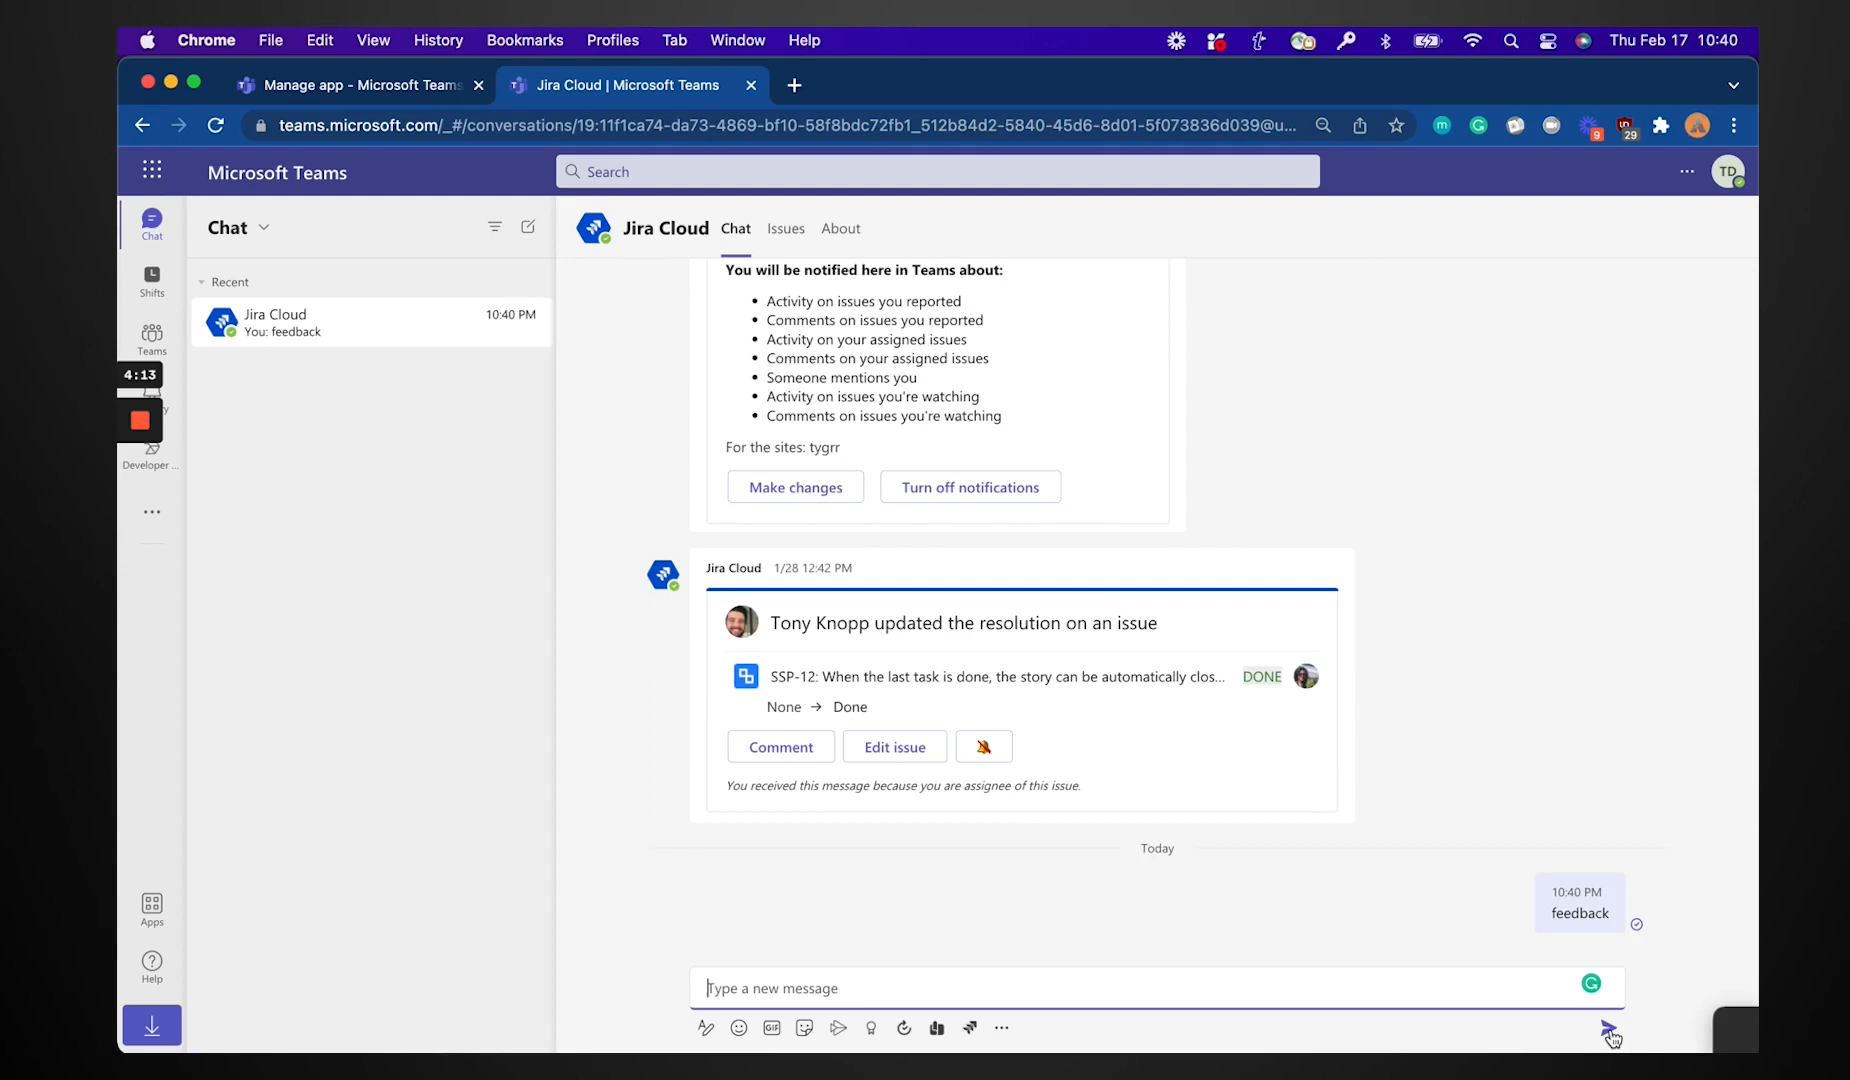 Chrome File Edit View History Bookmarks Profiles Tab Window Help Thu Feb 17 10:40
Manage app - Microsoft Teams Jira Cloud | Microsoft Teams
teams.microsoft.com/_#/conversations/19:11f1ca74-da73-4869-bf10-58f8bdc72fb1_512b84d2-5840-45d6-8d01-5f073836d039@u... 9 29
Microsoft Teams Search TD
Chat
Shifts
Teams
4:13
Developer ...
Apps
Help
Chat
Recent
Jira Cloud 10:40 PM
You: feedback
Jira Cloud Chat Issues About
You will be notified here in Teams about:
• Activity on issues you reported
• Comments on issues you reported
• Activity on your assigned issues
• Comments on your assigned issues
• Someone mentions you
• Activity on issues you're watching
• Comments on issues you're watching
For the sites: tygrr
Make changes Turn off notifications
Jira Cloud 1/28 12:42 PM
Tony Knopp updated the resolution on an issue
SSP-12: When the last task is done, the story can be automatically clos... DONE
None → Done
Comment Edit issue
You received this message because you are assignee of this issue.
Today
10:40 PM
feedback
Type a new message
GIF